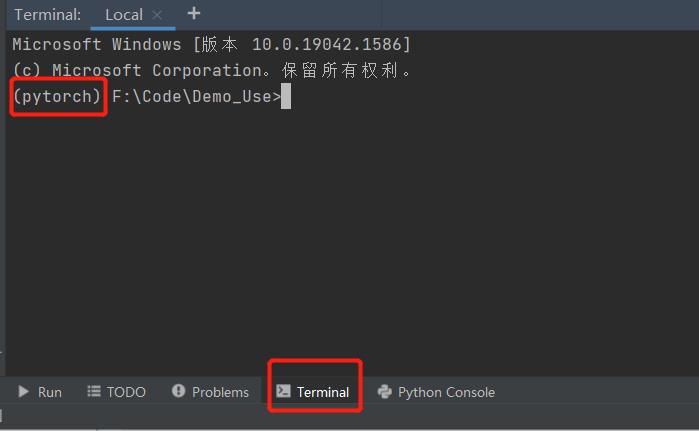 Terminal: Local × +
Microsoft Windows [版本 10.0.19042.1586]
(c) Microsoft Corporation。保留所有权利。
(pytorch) F:\Code\Demo_Use>
Run TODO Problems Terminal Python Console